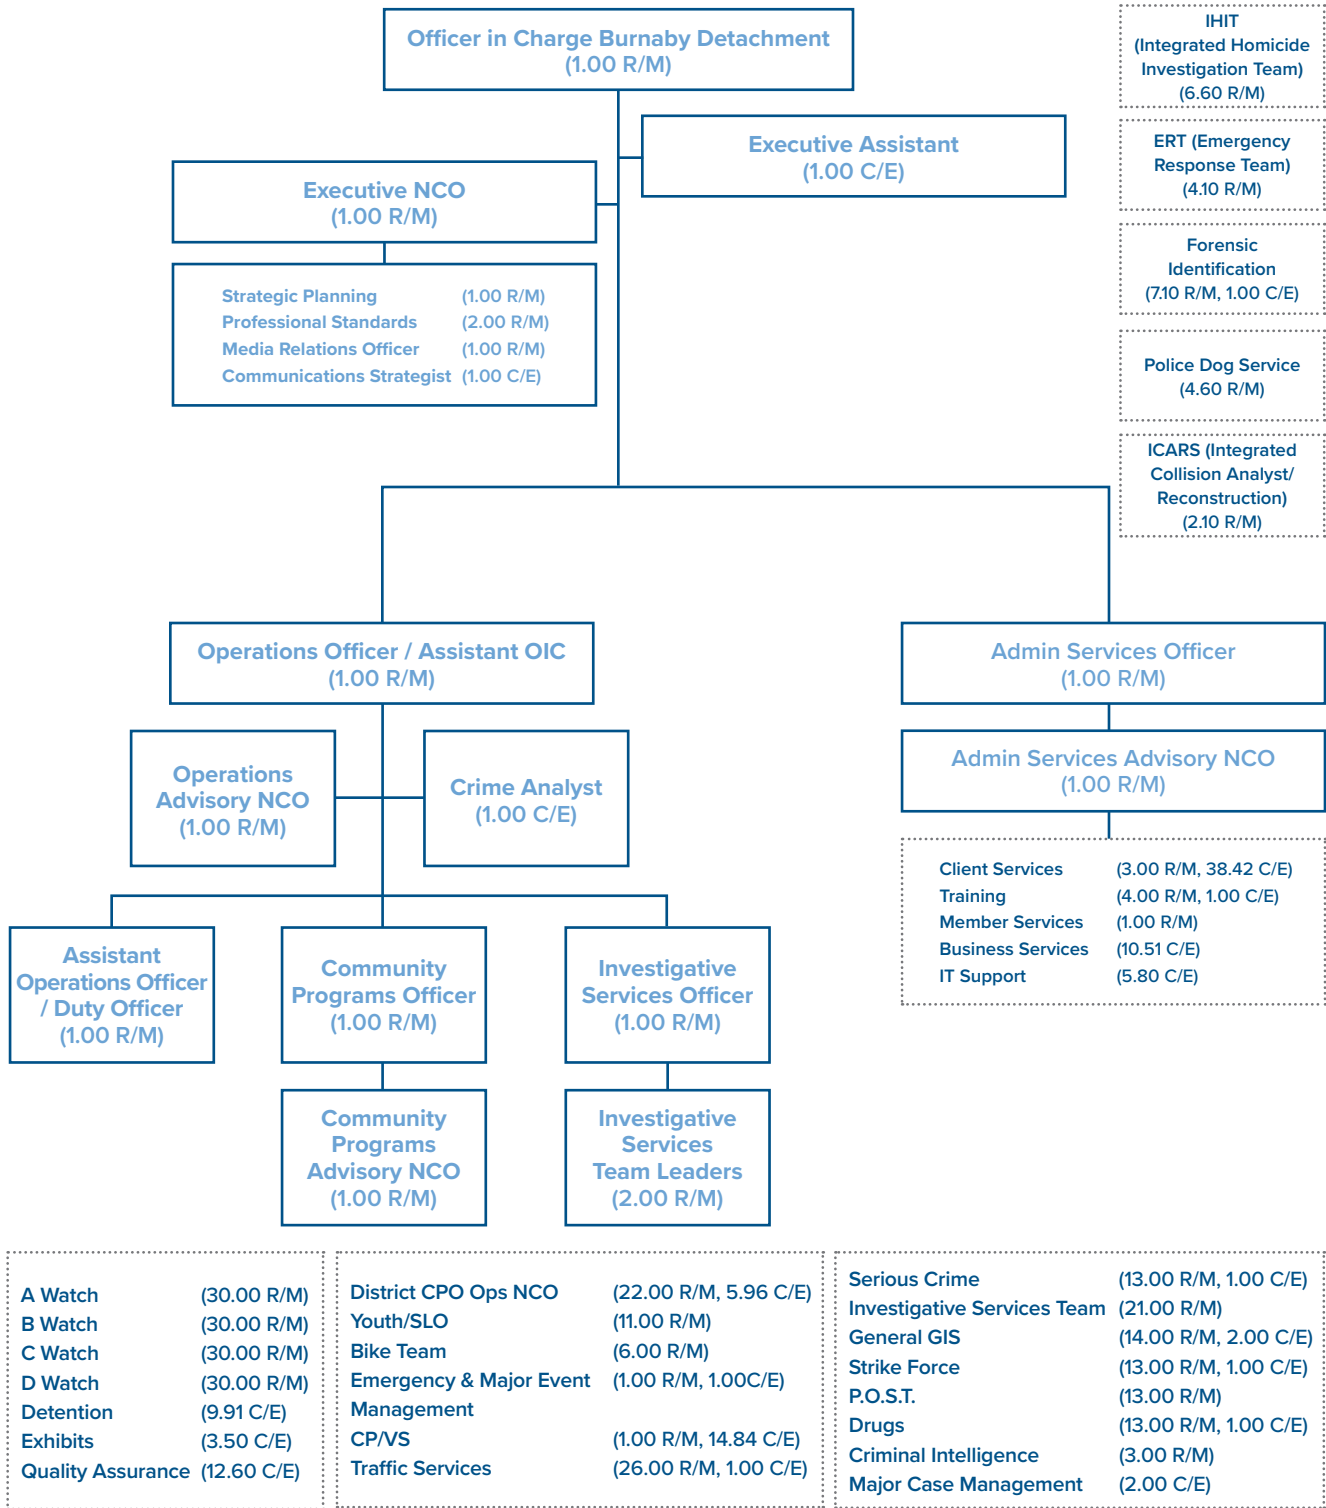 Officer in Charge Burnaby Detachment
(1.00 R/M)
Executive Assistant
(1.00 C/E)
Executive NCO
(1.00 R/M)
Strategic Planning (1.00 R/M)
Professional Standards (2.00 R/M)
Media Relations Officer (1.00 R/M)
Communications Strategist (1.00 C/E)
IHIT
(Integrated Homicide
Investigation Team)
(6.60 R/M)
ERT (Emergency
Response Team)
(4.10 R/M)
Forensic
Identification
(7.10 R/M, 1.00 C/E)
Police Dog Service
(4.60 R/M)
ICARS (Integrated
Collision Analyst/
Reconstruction)
(2.10 R/M)
Operations Officer / Assistant OIC
(1.00 R/M)
Operations
Advisory NCO
(1.00 R/M)
Crime Analyst
(1.00 C/E)
Admin Services Officer
(1.00 R/M)
Admin Services Advisory NCO
(1.00 R/M)
Client Services (3.00 R/M, 38.42 C/E)
Training (4.00 R/M, 1.00 C/E)
Member Services (1.00 R/M)
Business Services (10.51 C/E)
IT Support (5.80 C/E)
Assistant
Operations Officer
/ Duty Officer
(1.00 R/M)
Community
Programs Officer
(1.00 R/M)
Investigative
Services Officer
(1.00 R/M)
Community
Programs
Advisory NCO
(1.00 R/M)
Investigative
Services
Team Leaders
(2.00 R/M)
A Watch (30.00 R/M)
B Watch (30.00 R/M)
C Watch (30.00 R/M)
D Watch (30.00 R/M)
Detention (9.91 C/E)
Exhibits (3.50 C/E)
Quality Assurance (12.60 C/E)
District CPO Ops NCO (22.00 R/M, 5.96 C/E)
Youth/SLO (11.00 R/M)
Bike Team (6.00 R/M)
Emergency & Major Event (1.00 R/M, 1.00C/E)
Management
CP/VS (1.00 R/M, 14.84 C/E)
Traffic Services (26.00 R/M, 1.00 C/E)
Serious Crime (13.00 R/M, 1.00 C/E)
Investigative Services Team (21.00 R/M)
General GIS (14.00 R/M, 2.00 C/E)
Strike Force (13.00 R/M, 1.00 C/E)
P.O.S.T. (13.00 R/M)
Drugs (13.00 R/M, 1.00 C/E)
Criminal Intelligence (3.00 R/M)
Major Case Management (2.00 C/E)